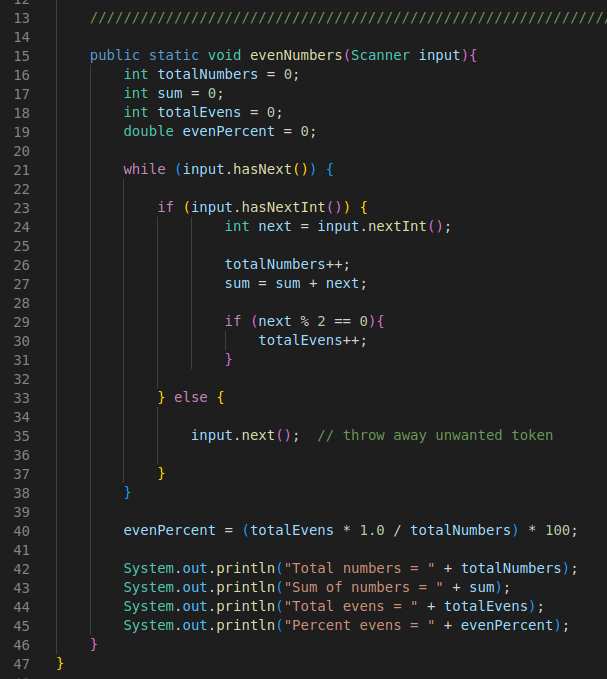 12
13 /////////////////////////////////////////////////////////////
14
15 public static void evenNumbers(Scanner input){
16 int totalNumbers = 0;
17 int sum = 0;
18 int totalEvens = 0;
19 double evenPercent = 0;
20
21 while (input.hasNext()) {
22
23 if (input.hasNextInt()) {
24 int next = input.nextInt();
25
26 totalNumbers++;
27 sum = sum + next;
28
29 if (next % 2 == 0){
30 totalEvens++;
31 }
32
33 } else {
34
35 input.next();  // throw away unwanted token
36
37 }
38 }
39
40 evenPercent = (totalEvens * 1.0 / totalNumbers) * 100;
41
42 System.out.println("Total numbers = " + totalNumbers);
43 System.out.println("Sum of numbers = " + sum);
44 System.out.println("Total evens = " + totalEvens);
45 System.out.println("Percent evens = " + evenPercent);
46 }
47 }